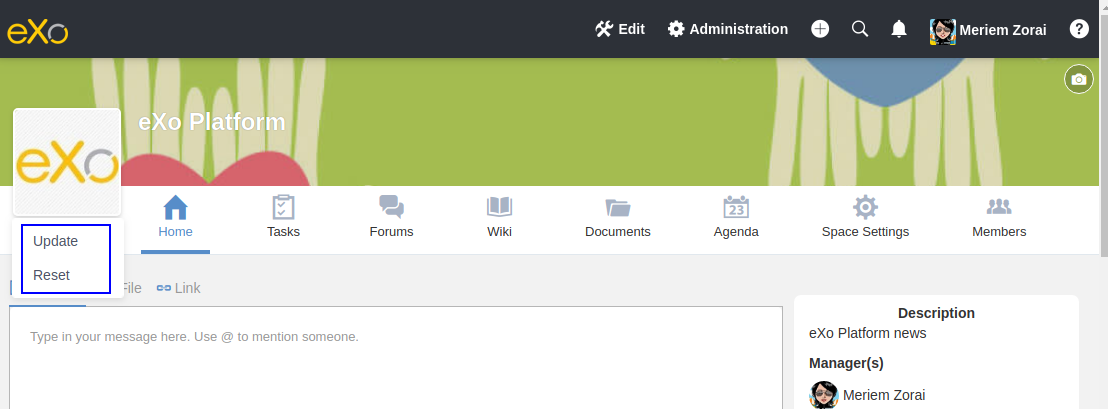 eXo
Edit
Administration
Meriem Zorai
eXo Platform
eXo
Home
Tasks
Forums
Wiki
Documents
23
Agenda
Space Settings
Members
Update
Reset
File
Link
Type in your message here. Use @ to mention someone.
Description
eXo Platform news
Manager(s)
Meriem Zorai